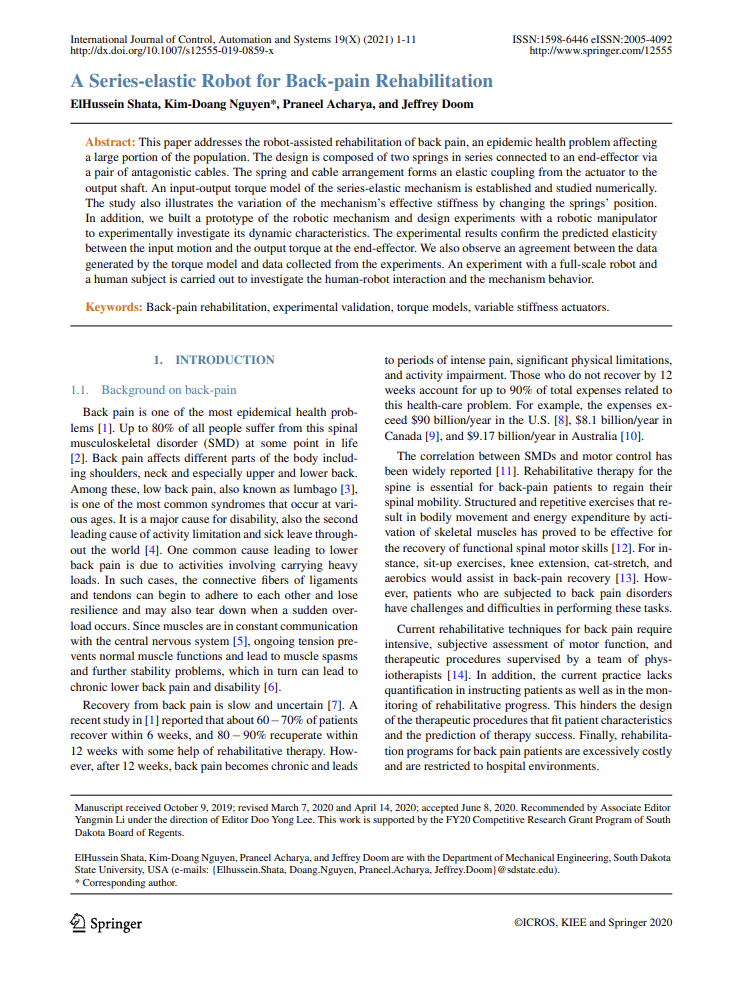 International Journal of Control, Automation and Systems 19(X) (2021) 1-11
http://dx.doi.org/10.1007/s12555-019-0859-x
ISSN:1598-6446 eISSN:2005-4092
http://www.springer.com/12555
A Series-elastic Robot for Back-pain Rehabilitation
ElHussein Shata, Kim-Doang Nguyen*, Praneel Acharya, and Jeffrey Doom
Abstract: This paper addresses the robot-assisted rehabilitation of back pain, an epidemic health problem affecting
a large portion of the population. The design is composed of two springs in series connected to an end-effector via
a pair of antagonistic cables. The spring and cable arrangement forms an elastic coupling from the actuator to the
output shaft. An input-output torque model of the series-elastic mechanism is established and studied numerically.
The study also illustrates the variation of the mechanism's effective stiffness by changing the springs' position.
In addition, we built a prototype of the robotic mechanism and design experiments with a robotic manipulator
to experimentally investigate its dynamic characteristics. The experimental results confirm the predicted elasticity
between the input motion and the output torque at the end-effector. We also observe an agreement between the data
generated by the torque model and data collected from the experiments. An experiment with a full-scale robot and
a human subject is carried out to investigate the human-robot interaction and the mechanism behavior.
Keywords: Back-pain rehabilitation, experimental validation, torque models, variable stiffness actuators.
1. INTRODUCTION
1.1. Background on back-pain
Back pain is one of the most epidemical health prob-
lems [1]. Up to 80% of all people suffer from this spinal
musculoskeletal disorder (SMD) at some point in life
[2]. Back pain affects different parts of the body includ-
ing shoulders, neck and especially upper and lower back.
Among these, low back pain, also known as lumbago [3],
is one of the most common syndromes that occur at vari-
ous ages. It is a major cause for disability, also the second
leading cause of activity limitation and sick leave through-
out the world [4]. One common cause leading to lower
back pain is due to activities involving carrying heavy
loads. In such cases, the connective fibers of ligaments
and tendons can begin to adhere to each other and lose
resilience and may also tear down when a sudden over-
load occurs. Since muscles are in constant communication
with the central nervous system [5], ongoing tension pre-
vents normal muscle functions and lead to muscle spasms
and further stability problems, which in turn can lead to
chronic lower back pain and disability [6].
Recovery from back pain is slow and uncertain [7]. A
recent study in [1] reported that about 60−70% of patients
recover within 6 weeks, and 80−90% recuperate within
12 weeks with some help of rehabilitative therapy. How-
ever, after 12 weeks, back pain becomes chronic and leads
to periods of intense pain, significant physical limitations,
and activity impairment. Those who do not recover by 12
weeks account for up to 90% of total expenses related to
this health-care problem. For example, the expenses ex-
ceed $90 billion/year in the U.S. [8], $8.1 billion/year in
Canada [9], and $9.17 billion/year in Australia [10].
The correlation between SMDs and motor control has
been widely reported [11]. Rehabilitative therapy for the
spine is essential for back-pain patients to regain their
spinal mobility. Structured and repetitive exercises that re-
sult in bodily movement and energy expenditure by acti-
vation of skeletal muscles has proved to be effective for
the recovery of functional spinal motor skills [12]. For in-
stance, sit-up exercises, knee extension, cat-stretch, and
aerobics would assist in back-pain recovery [13]. How-
ever, patients who are subjected to back pain disorders
have challenges and difficulties in performing these tasks.
Current rehabilitative techniques for back pain require
intensive, subjective assessment of motor function, and
therapeutic procedures supervised by a team of phys-
iotherapists [14]. In addition, the current practice lacks
quantification in instructing patients as well as in the mon-
itoring of rehabilitative progress. This hinders the design
of the therapeutic procedures that fit patient characteristics
and the prediction of therapy success. Finally, rehabilita-
tion programs for back pain patients are excessively costly
and are restricted to hospital environments.
Manuscript received October 9, 2019; revised March 7, 2020 and April 14, 2020; accepted June 8, 2020. Recommended by Associate Editor
Yangmin Li under the direction of Editor Doo Yong Lee. This work is supported by the FY20 Competitive Research Grant Program of South
Dakota Board of Regents.
ElHussein Shata, Kim-Doang Nguyen, Praneel Acharya, and Jeffrey Doom are with the Department of Mechanical Engineering, South Dakota
State University, USA (e-mails: {Elhussein.Shata, Doang.Nguyen, Praneel.Acharya, Jeffrey.Doom}@sdstate.edu).
* Corresponding author.
Springer
©ICROS, KIEE and Springer 2020